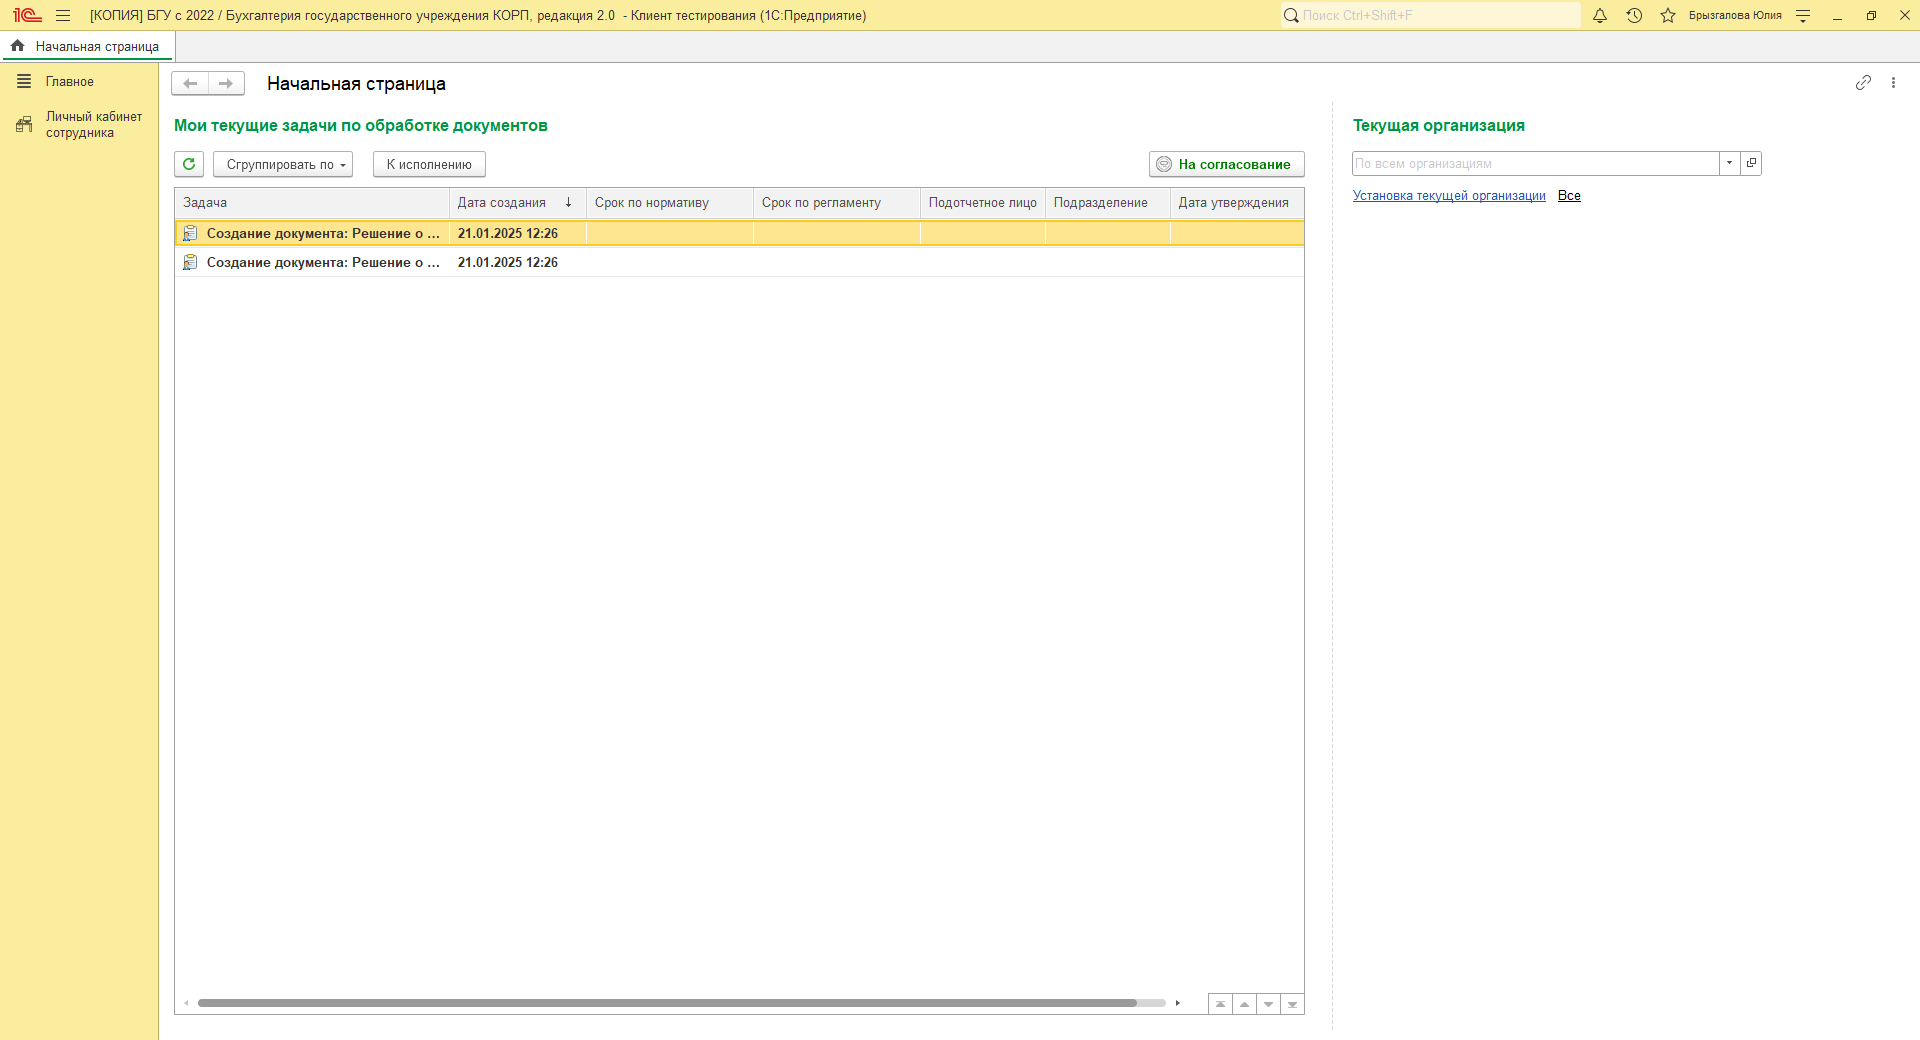 [КОПИЯ] БГУ с 2022 / Бухгалтерия государственного учреждения КОРП, редакция 2.0 - Клиент тестирования (1С:Предприятие)
Поиск Ctrl+Shift+F
Брызгалова Юлия
Начальная страница
Главное
Личный кабинет
сотрудника
Начальная страница
Мои текущие задачи по обработке документов
Сгруппировать по
К исполнению
На согласование
Задача Дата создания ↓ Срок по нормативу Срок по регламенту Подотчетное лицо Подразделение Дата утверждения
Создание документа: Решение о ... 21.01.2025 12:26
Создание документа: Решение о ... 21.01.2025 12:26
Текущая организация
По всем организациям
Установка текущей организации Все